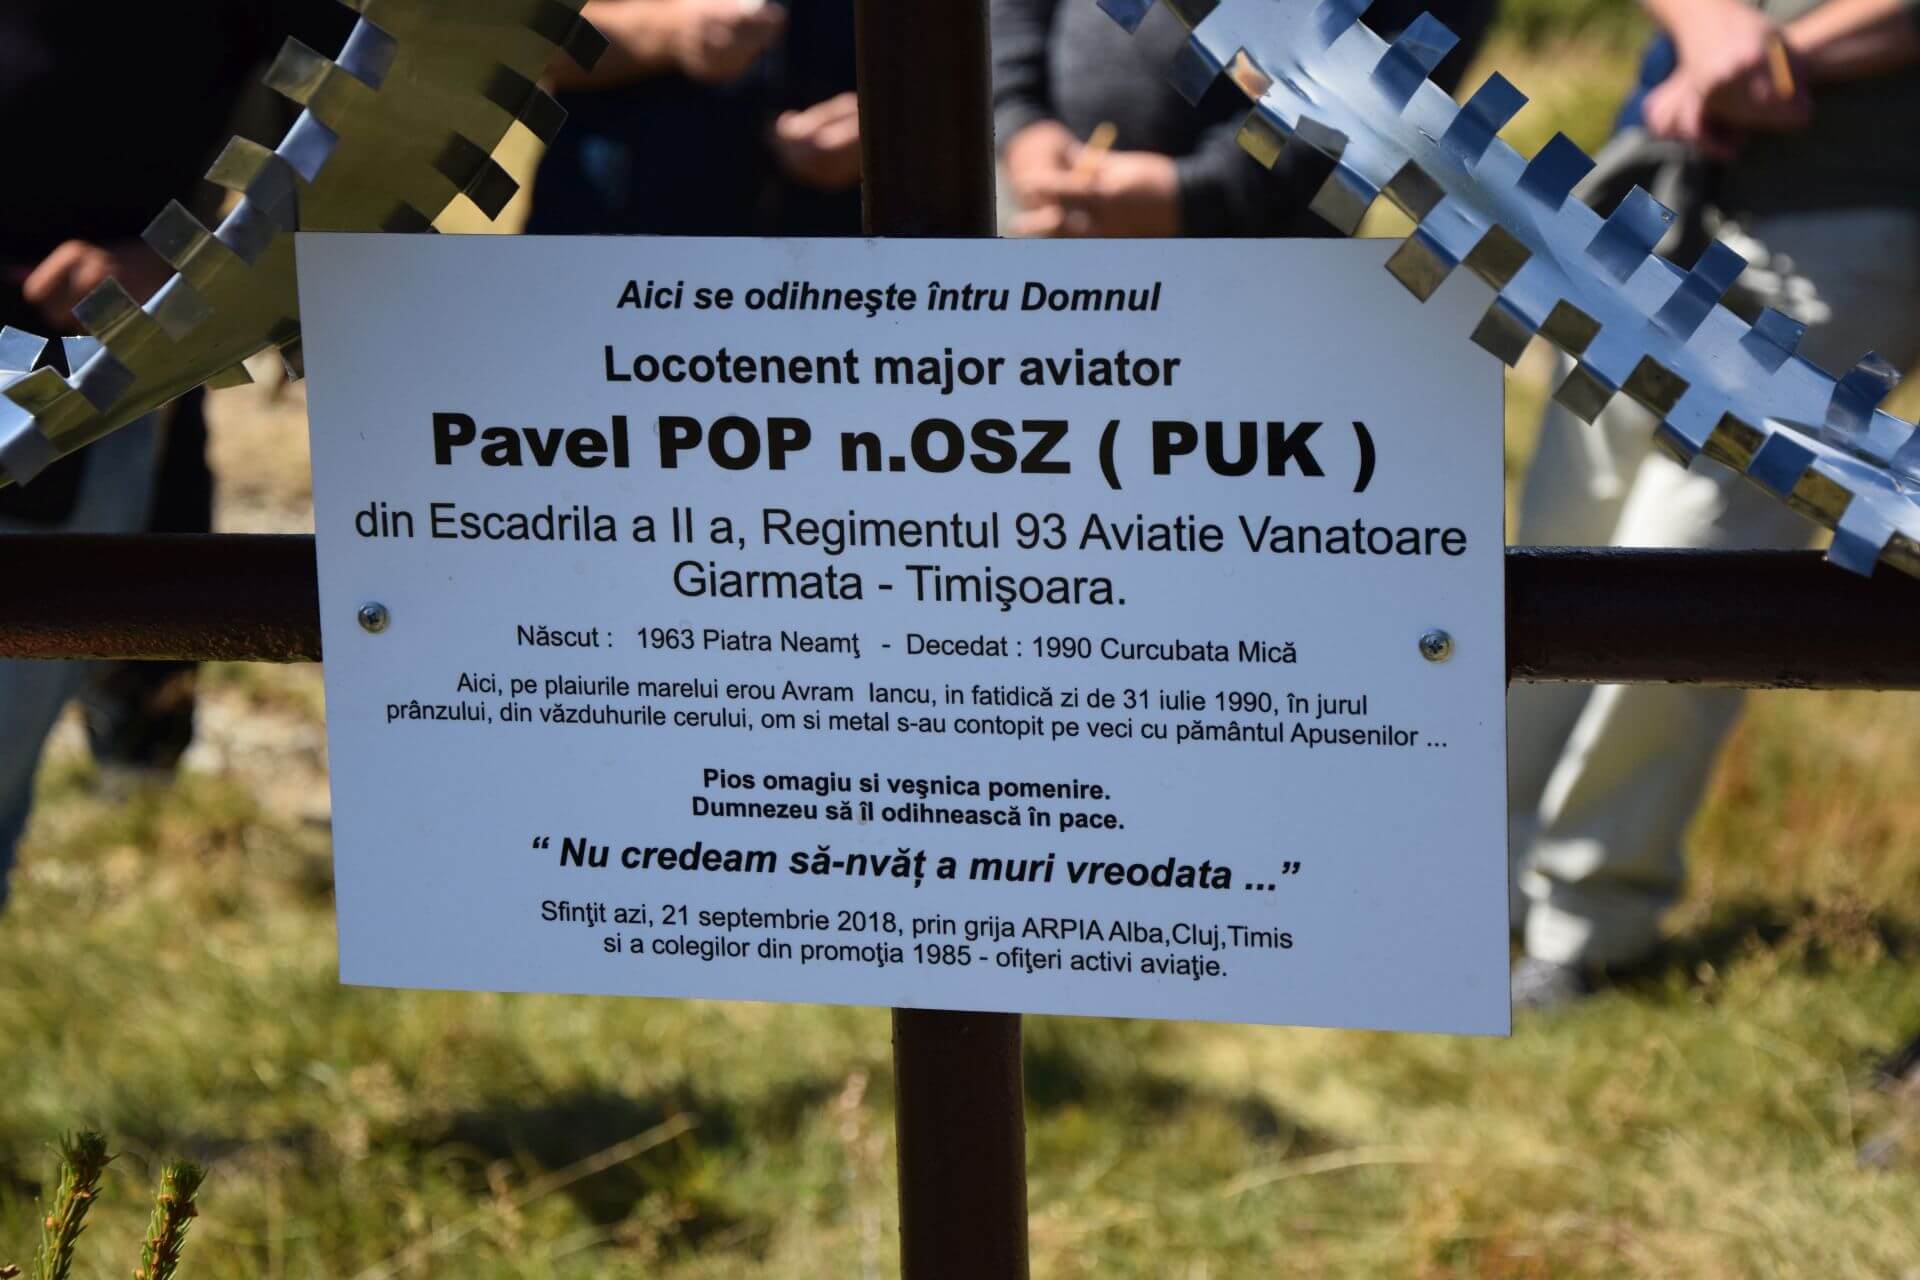 Aici se odihneşte întru Domnul
Locotenent major aviator
Pavel POP n.OSZ ( PUK )
din Escadrila a II a, Regimentul 93 Aviatie Vanatoare
Giarmata - Timişoara.
Născut : 1963 Piatra Neamţ - Decedat : 1990 Curcubata Mică
Aici, pe plaiurile marelui erou Avram Iancu, in fatidică zi de 31 iulie 1990, în jurul
prânzului, din văzduhurile cerului, om si metal s-au contopit pe veci cu pământul Apusenilor ...
Pios omagiu si veşnica pomenire.
Dumnezeu să îl odihnească în pace.
“ Nu credeam să-nvăț a muri vreodata ...”
Sfinţit azi, 21 septembrie 2018, prin grija ARPIA Alba,Cluj,Timis
si a colegilor din promoţia 1985 - ofiţeri activi aviaţie.